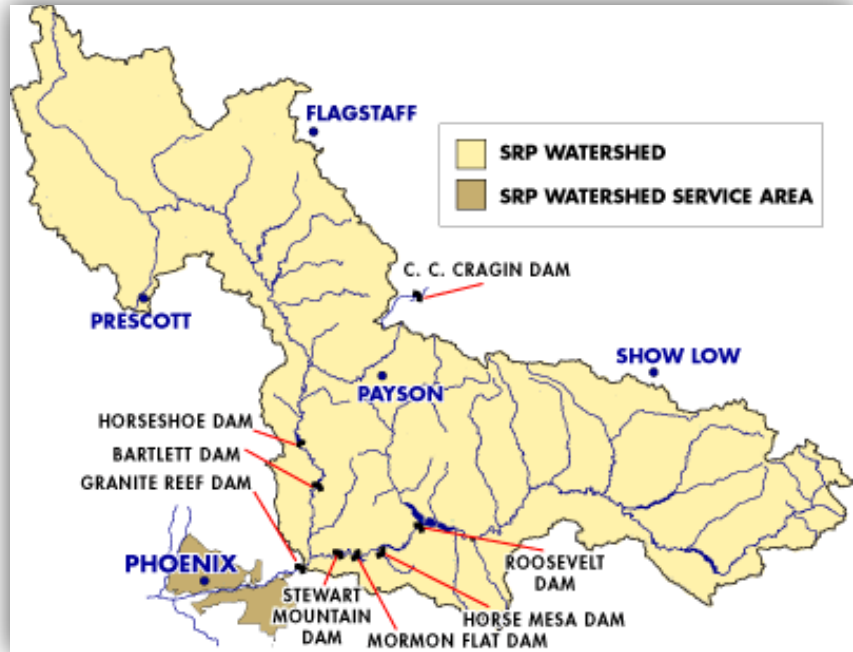 FLAGSTAFF
SRP WATERSHED
SRP WATERSHED SERVICE AREA
C. C. CRAGIN DAM
PRESCOTT
SHOW LOW
PAYSON
HORSESHOE DAM
BARTLETT DAM
GRANITE REEF DAM
PHOENIX
ROOSEVELT
DAM
STEWART
MOUNTAIN
DAM
HORSE MESA DAM
MORMON FLAT DAM